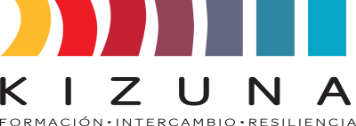 KIZUNA
FORMACIÓN • INTERCAMBIO • RESILIENCIA